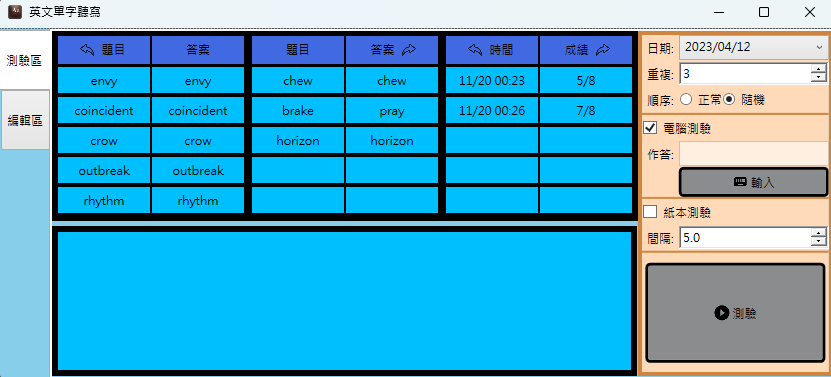 英文單字聽寫
測驗區
編輯區
題目 答案 題目 答案 時間 成績
envy envy chew chew 11/20 00:23 5/8
coincident coincident brake pray 11/20 00:26 7/8
crow crow horizon horizon
outbreak outbreak
rhythm rhythm
日期: 2023/04/12
重複: 3
順序: 正常 隨機
電腦測驗
作答:
輸入
紙本測驗
間隔: 5.0
測驗